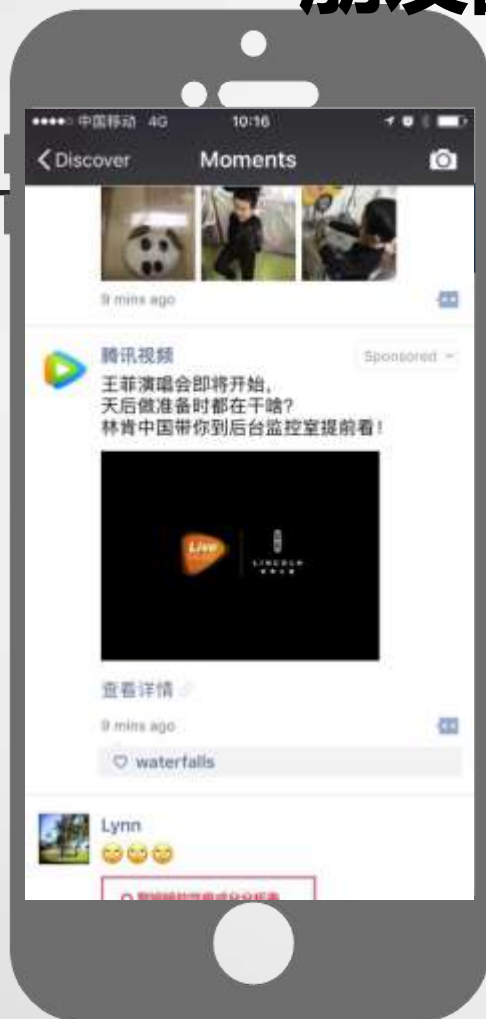 中国移动 4G 10:16
Discover Moments
9 mins ago
腾讯视频 Sponsored
王菲演唱会即将开始，
天后做准备时都在干啥？
林肯中国带你到后台监控室提前看！
Live
LINCOLN
查看详情
9 mins ago
waterfalls
Lynn